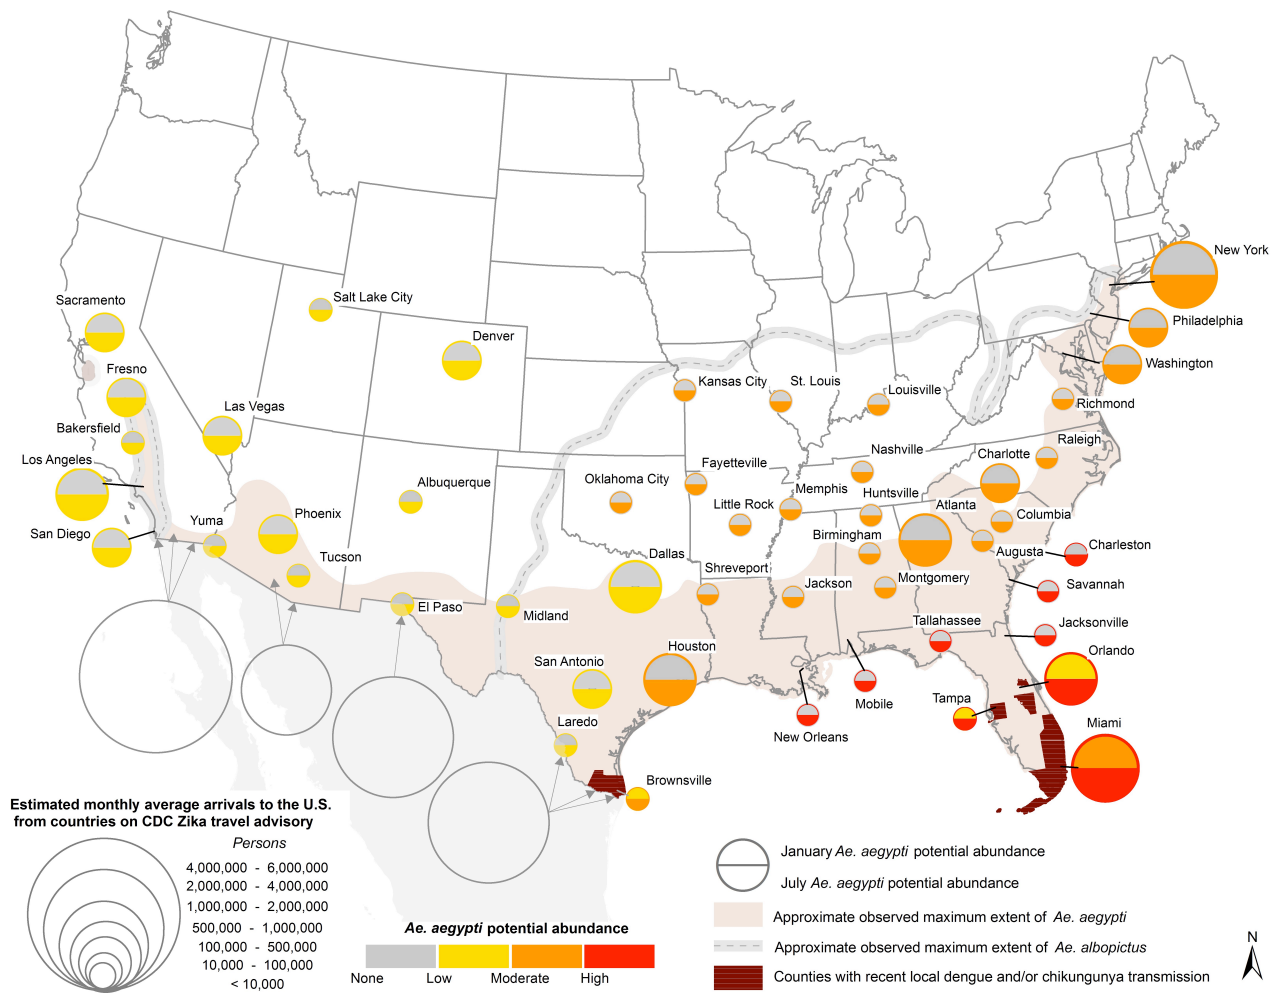 New York
Salt Lake City
Sacramento
Philadelphia
Denver
Washington
Fresno
Kansas City
St. Louis
Louisville
Las Vegas
Richmond
Bakersfield
Raleigh
Nashville
Charlotte
Los Angeles
Fayetteville
Oklahoma City
Albuquerque
Memphis
Huntsville
Little Rock
Atlanta
Columbia
Phoenix
Yuma
San Diego
Birmingham
Charleston
Augusta
Tucson
Dallas
Shreveport
Montgomery
Jackson
Savannah
El Paso
Midland
Tallahassee
Jacksonville
Houston
Orlando
San Antonio
Tampa
Mobile
Laredo
Miami
New Orleans
Brownsville
Estimated monthly average arrivals to the U.S.
from countries on CDC Zika travel advisory
Persons
4,000,000 - 6,000,000
2,000,000 - 4,000,000
1,000,000 - 2,000,000
500,000 - 1,000,000
100,000 - 500,000
10,000 - 100,000
< 10,000
Ae. aegypti potential abundance
None Low Moderate High
January Ae. aegypti potential abundance
July Ae. aegypti potential abundance
Approximate observed maximum extent of Ae. aegypti
Approximate observed maximum extent of Ae. albopictus
Counties with recent local dengue and/or chikungunya transmission
N